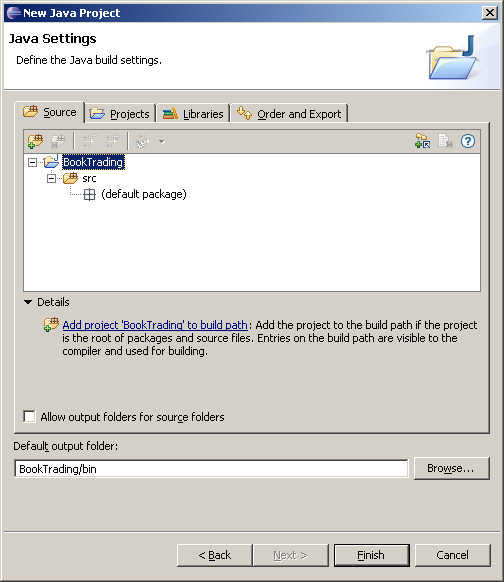 New Java Project
Java Settings
Define the Java build settings.
Source
Projects
Libraries
Order and Export
BookTrading
src
(default package)
Details
Add project 'BookTrading' to build path: Add the project to the build path if the project
is the root of packages and source files. Entries on the build path are visible to the
compiler and used for building.
Allow output folders for source folders
Default output folder:
BookTrading/bin
Browse...
< Back
Next >
Finish
Cancel